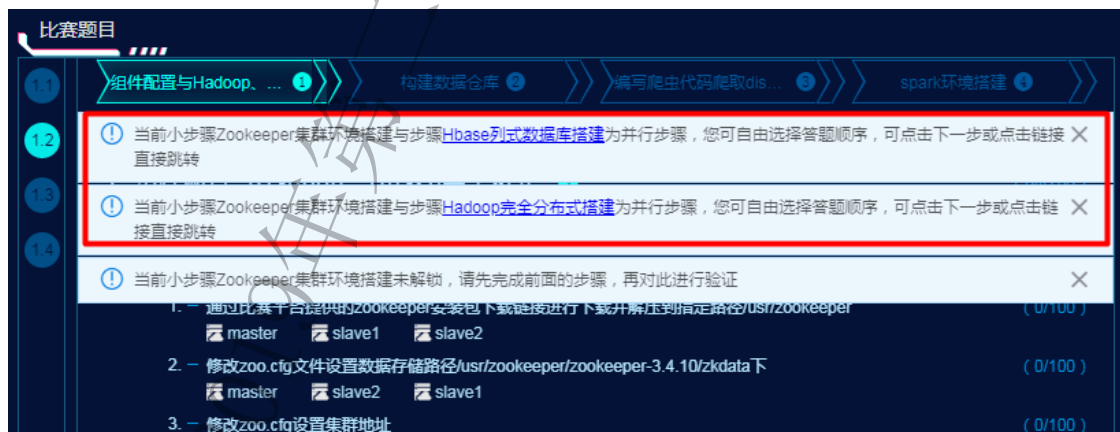 比赛题目
1.1
组件配置与Hadoop、... 1
构建数据仓库 2
编写爬虫代码爬取dis... 3
spark环境搭建 4
1.2
当前小步骤Zookeeper集群环境搭建与步骤Hbase列式数据库搭建为并行步骤，您可自由选择答题顺序，可点击下一步或点击链接
直接跳转
1.3
当前小步骤Zookeeper集群环境搭建与步骤Hadoop完全分布式搭建为并行步骤，您可自由选择答题顺序，可点击下一步或点击链
接直接跳转
1.4
当前小步骤Zookeeper集群环境搭建未解锁，请先完成前面的步骤，再对此进行验证
1. － 通过比赛平台提供的zookeeper安装包下载链接进行下载并解压到指定路径/usr/zookeeper （0/100）
master slave1 slave2
2. － 修改zoo.cfg文件设置数据存储路径/usr/zookeeper/zookeeper-3.4.10/zkdata下 （0/100）
master slave2 slave1
3. － 修改zoo.cfg设置集群地址 （0/100）